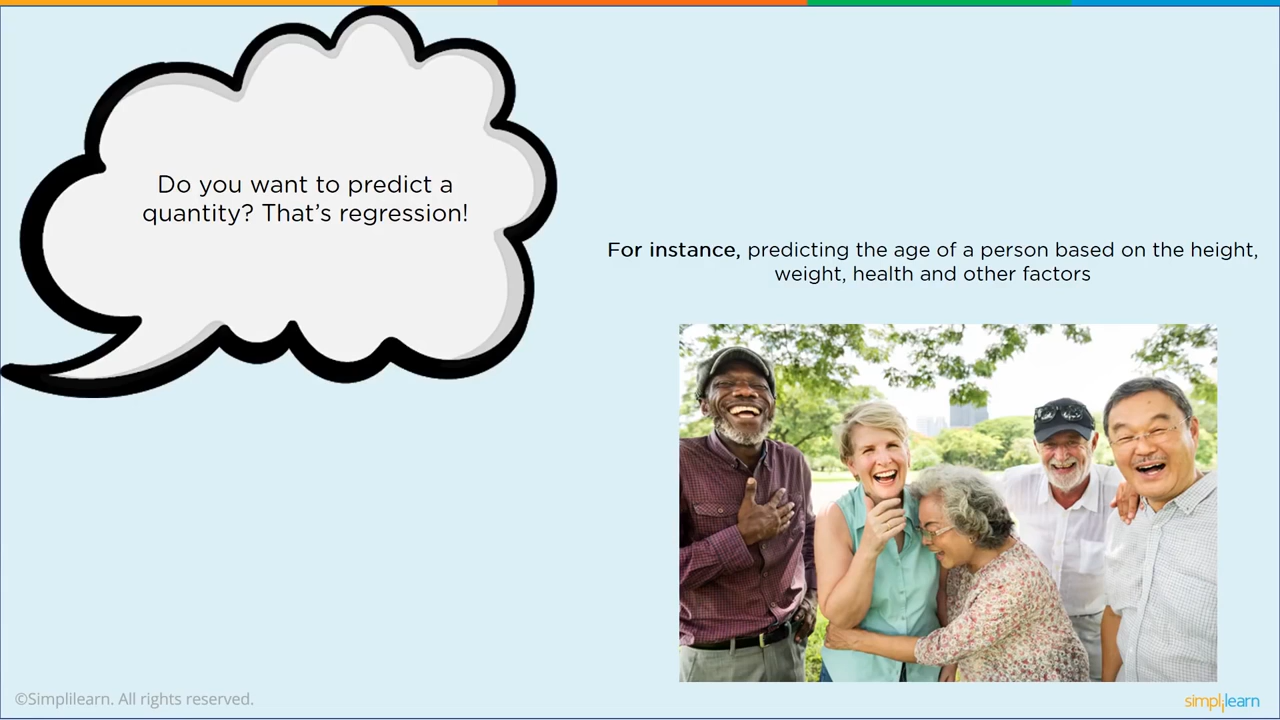 Do you want to predict a
quantity? That's regression!
For instance, predicting the age of a person based on the height,
weight, health and other factors
©Simplilearn. All rights reserved.
simplilearn